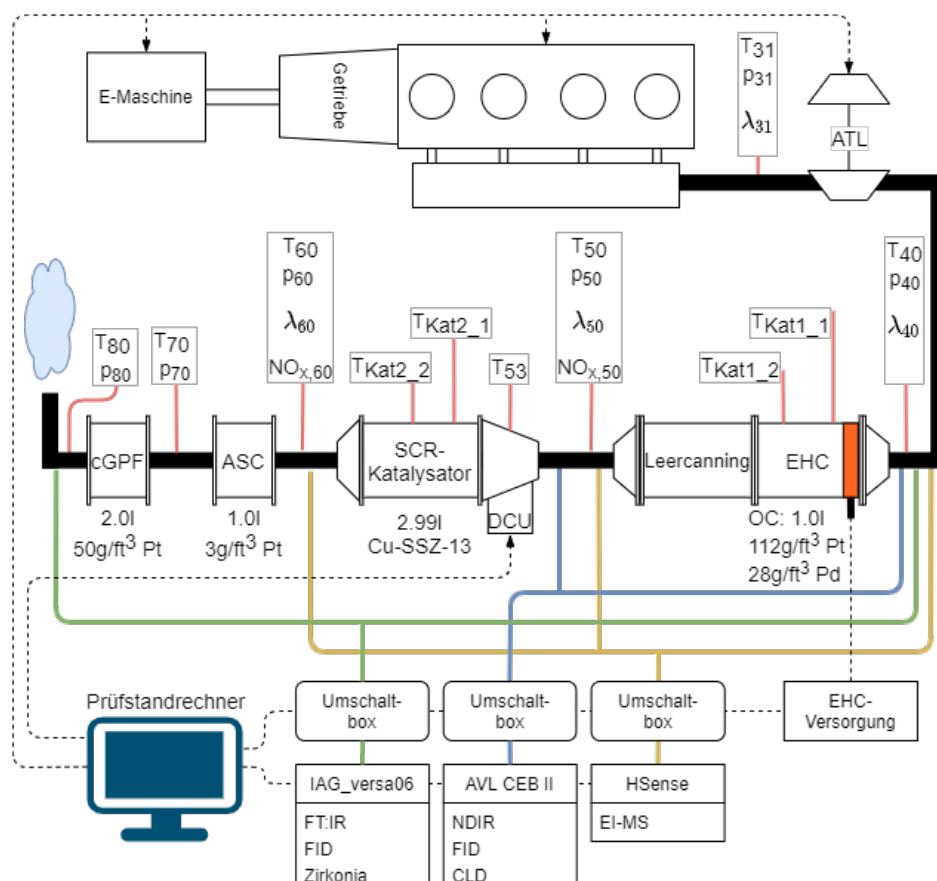 E-Maschine
Getriebe
T31
p31
λ31
ATL
T80
p80
T70
p70
T60
p60
λ60
NOx,60
TKat2_2
TKat2_1
T53
T50
p50
λ50
NOx,50
TKat1_2
TKat1_1
T40
p40
λ40
cGPF
ASC
SCR-
Katalysator
DCU
Leercanning
EHC
2.0l
50g/ft³ Pt
1.0l
3g/ft³ Pt
2.99l
Cu-SSZ-13
OC: 1.0l
112g/ft³ Pt
28g/ft³ Pd
Prüfstandrechner
Umschalt-
box
Umschalt-
box
Umschalt-
box
EHC-
Versorgung
IAG_versa06
FT:IR
FID
Zirkonia
AVL CEB II
NDIR
FID
CLD
HSense
EI-MS